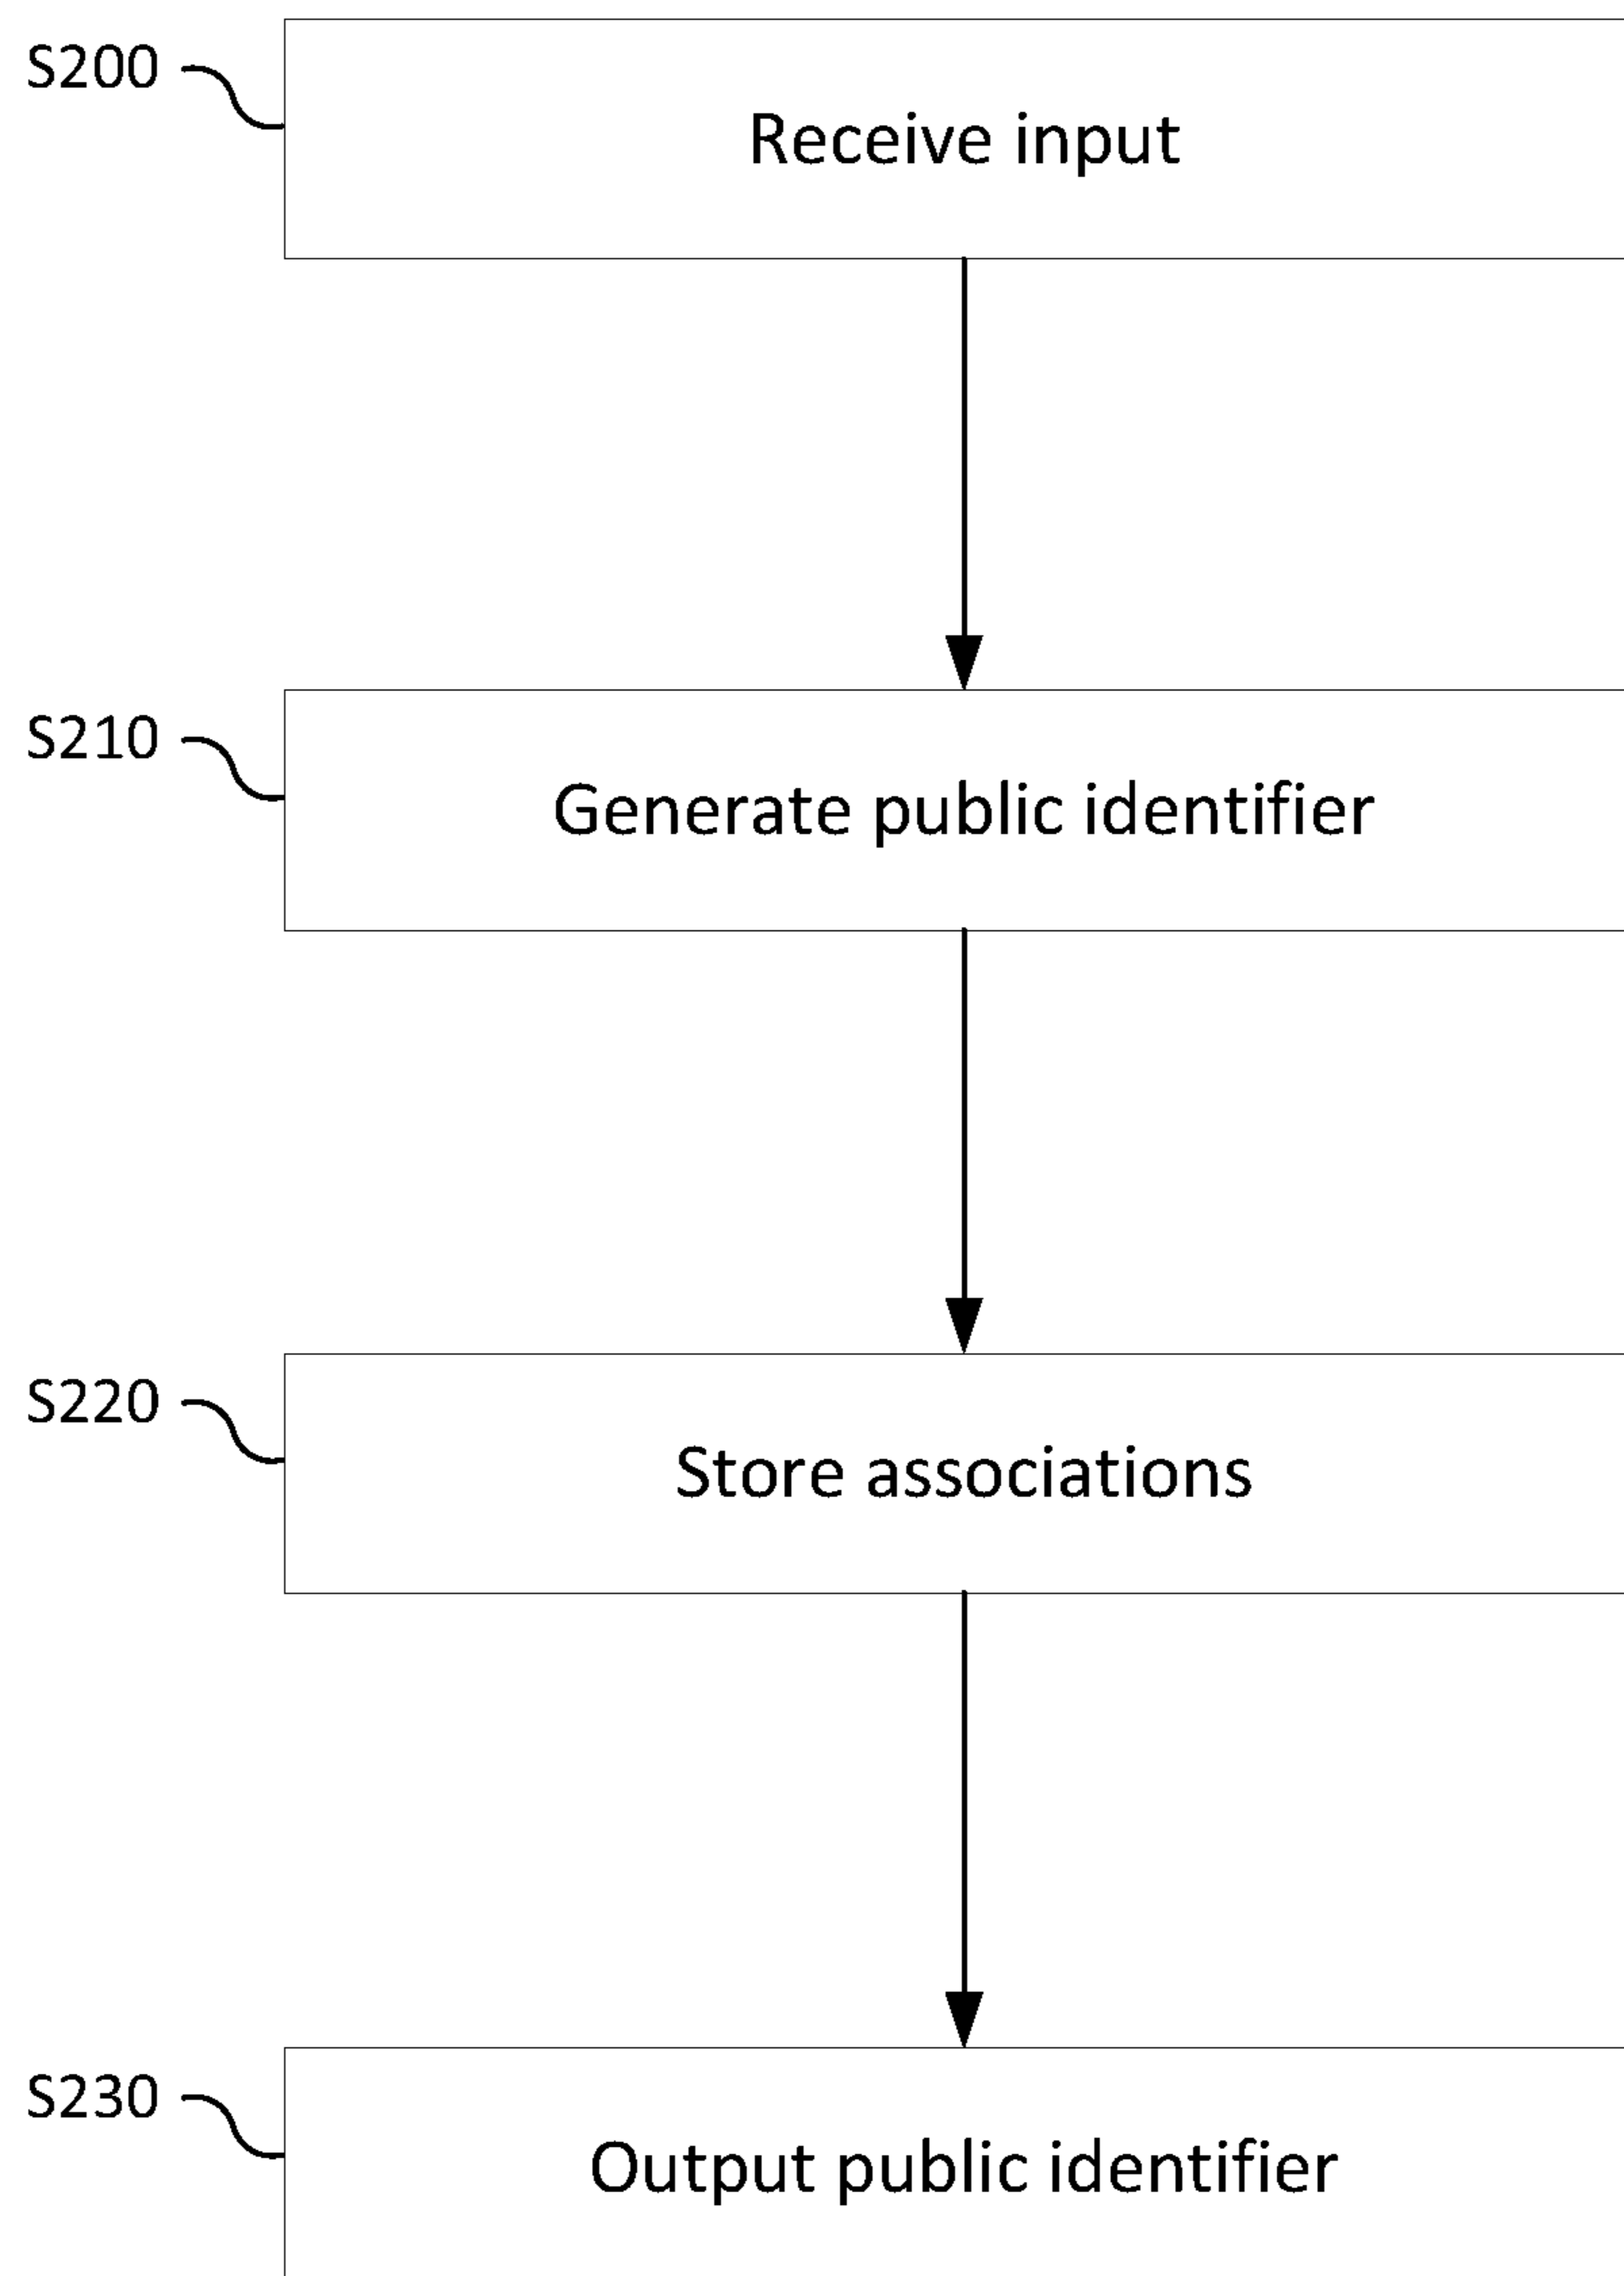 S200
Receive input
S210
Generate public identifier
S220
Store associations
S230
Output public identifier